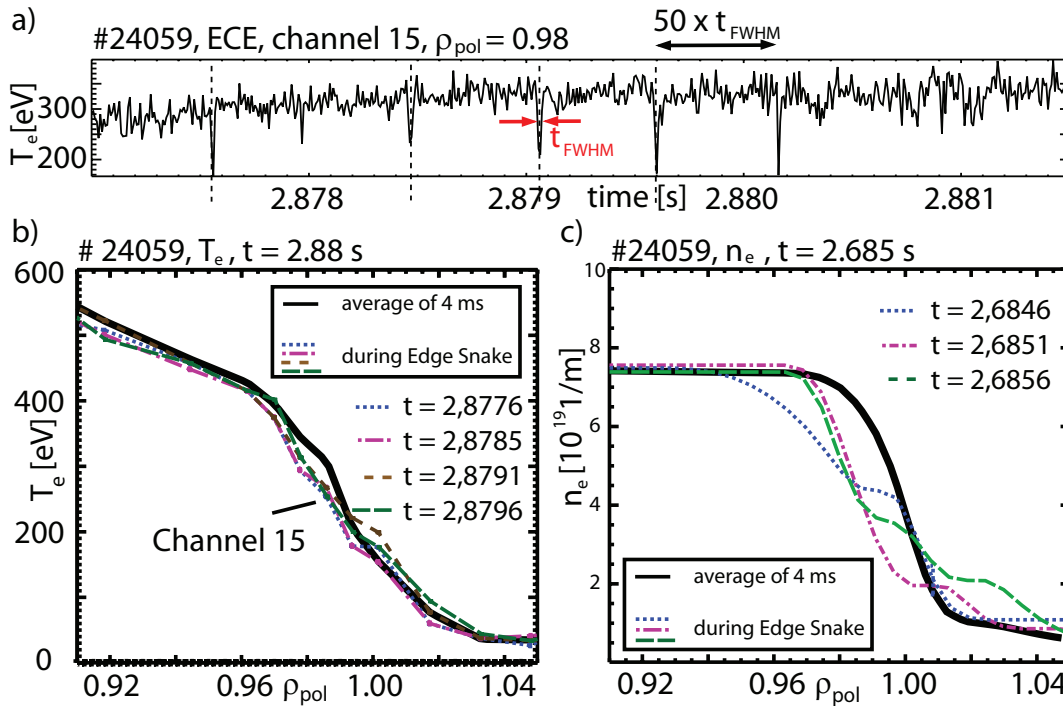 a)
#24059, ECE, channel 15, ρpol = 0.98
50 x tFWHM
Te[eV]
300
200
tFWHM
2.878
2.879
time [s]
2.880
2.881
b)
# 24059, Te, t = 2.88 s
600
400
200
0
Te [eV]
average of 4 ms
during Edge Snake
t = 2,8776
t = 2,8785
t = 2,8791
t = 2,8796
Channel 15
0.92
0.96
ρpol
1.00
1.04
c)
#24059, ne , t = 2.685 s
10
8
6
4
2
ne [10^19 1/m]
t = 2,6846
t = 2,6851
t = 2,6856
average of 4 ms
during Edge Snake
0.92
0.96
ρpol
1.00
1.04